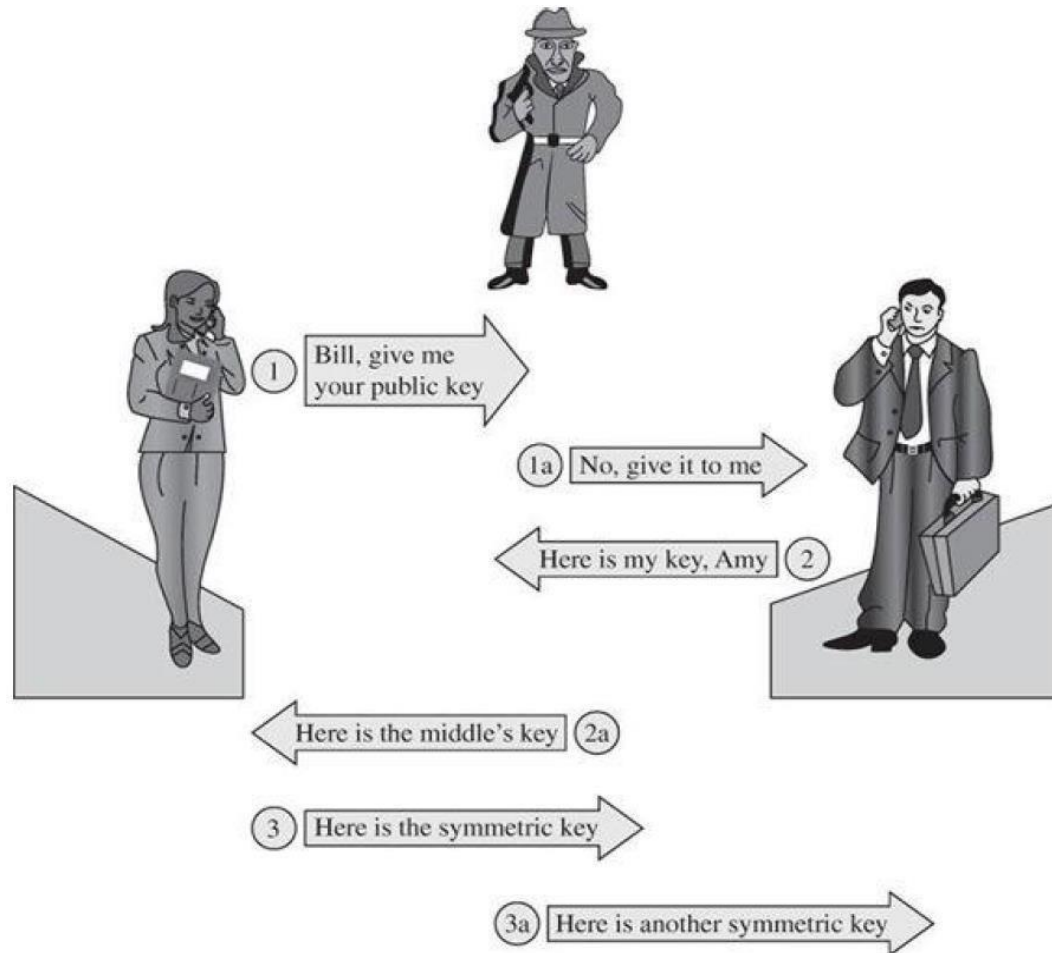 1
Bill, give me
your public key
1a
No, give it to me
Here is my key, Amy
2
Here is the middle's key
2a
3
Here is the symmetric key
3a
Here is another symmetric key